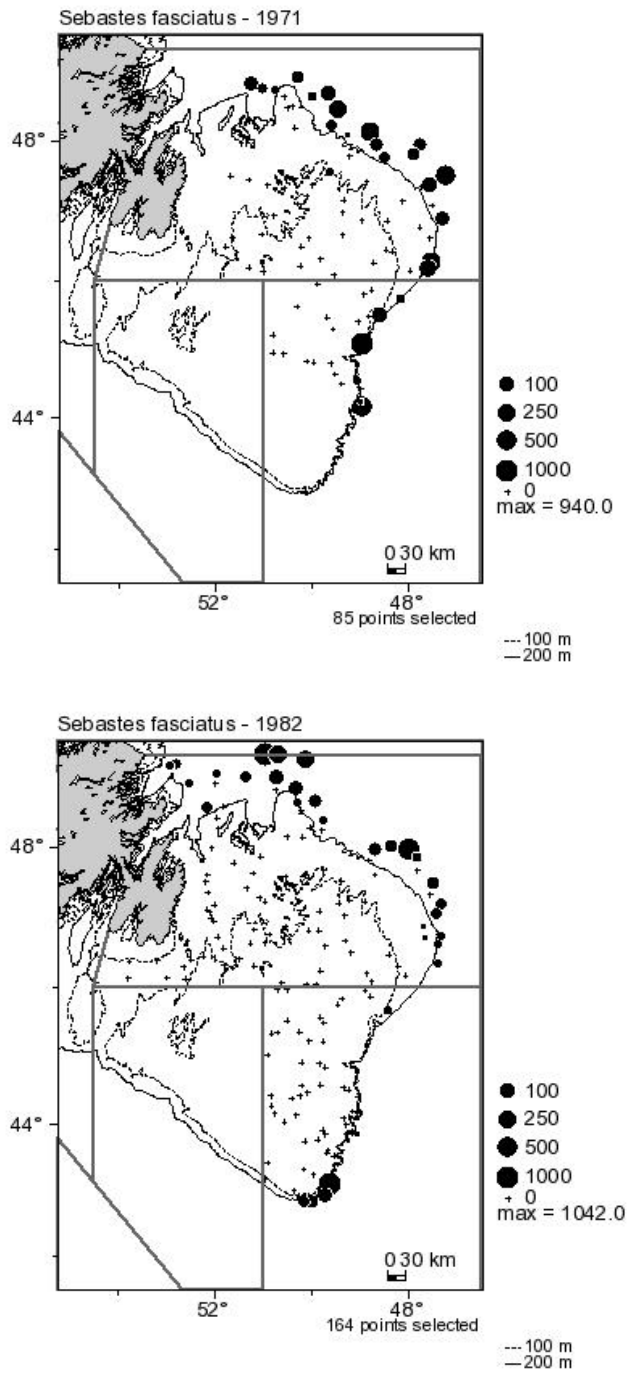 Sebastes fasciatus - 1971
48°
44°
100
250
500
1000
0
max = 940.0
0 30 km
52°
48°
85 points selected
100 m
200 m
Sebastes fasciatus - 1982
48°
44°
100
250
500
1000
0
max = 1042.0
0 30 km
52°
48°
164 points selected
100 m
200 m